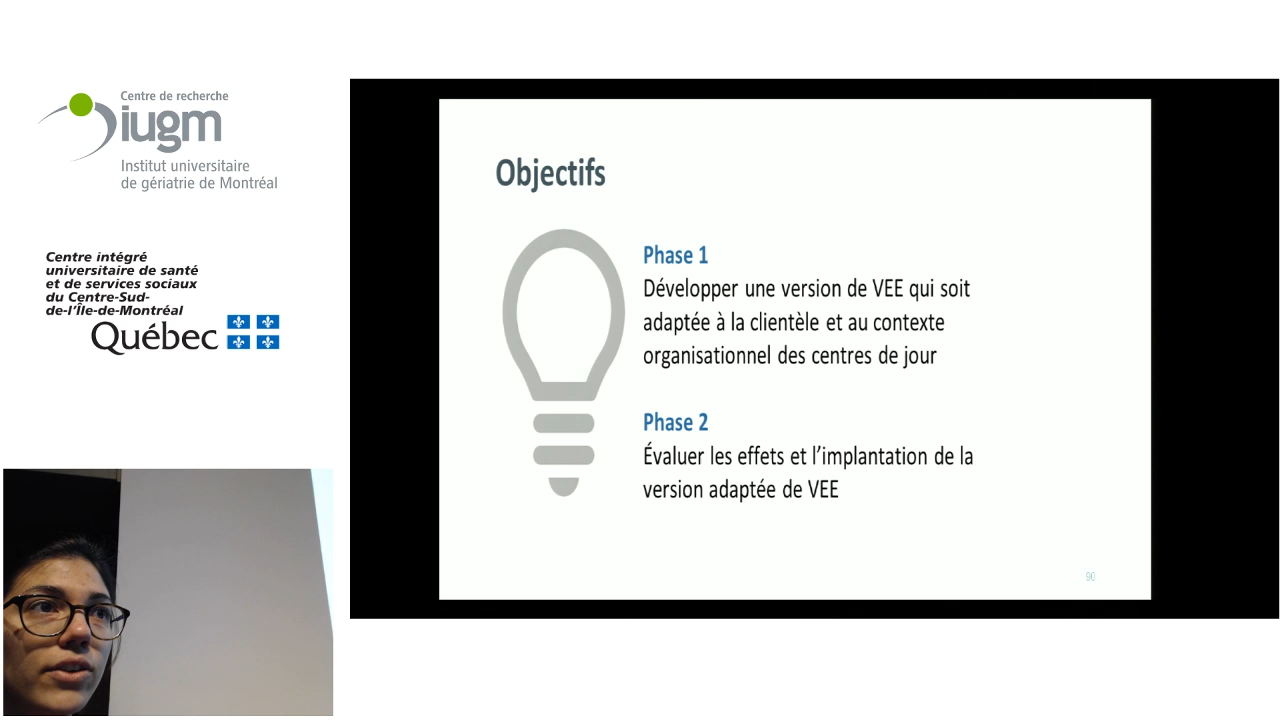 Centre de recherche
iugm
Institut universitaire
de gériatrie de Montréal
Centre intégré
universitaire de santé
et de services sociaux
du Centre-Sud-
de-l'Île-de-Montréal
Québec
Objectifs
Phase 1
Développer une version de VEE qui soit
adaptée à la clientèle et au contexte
organisationnel des centres de jour
Phase 2
Évaluer les effets et l'implantation de la
version adaptée de VEE
90